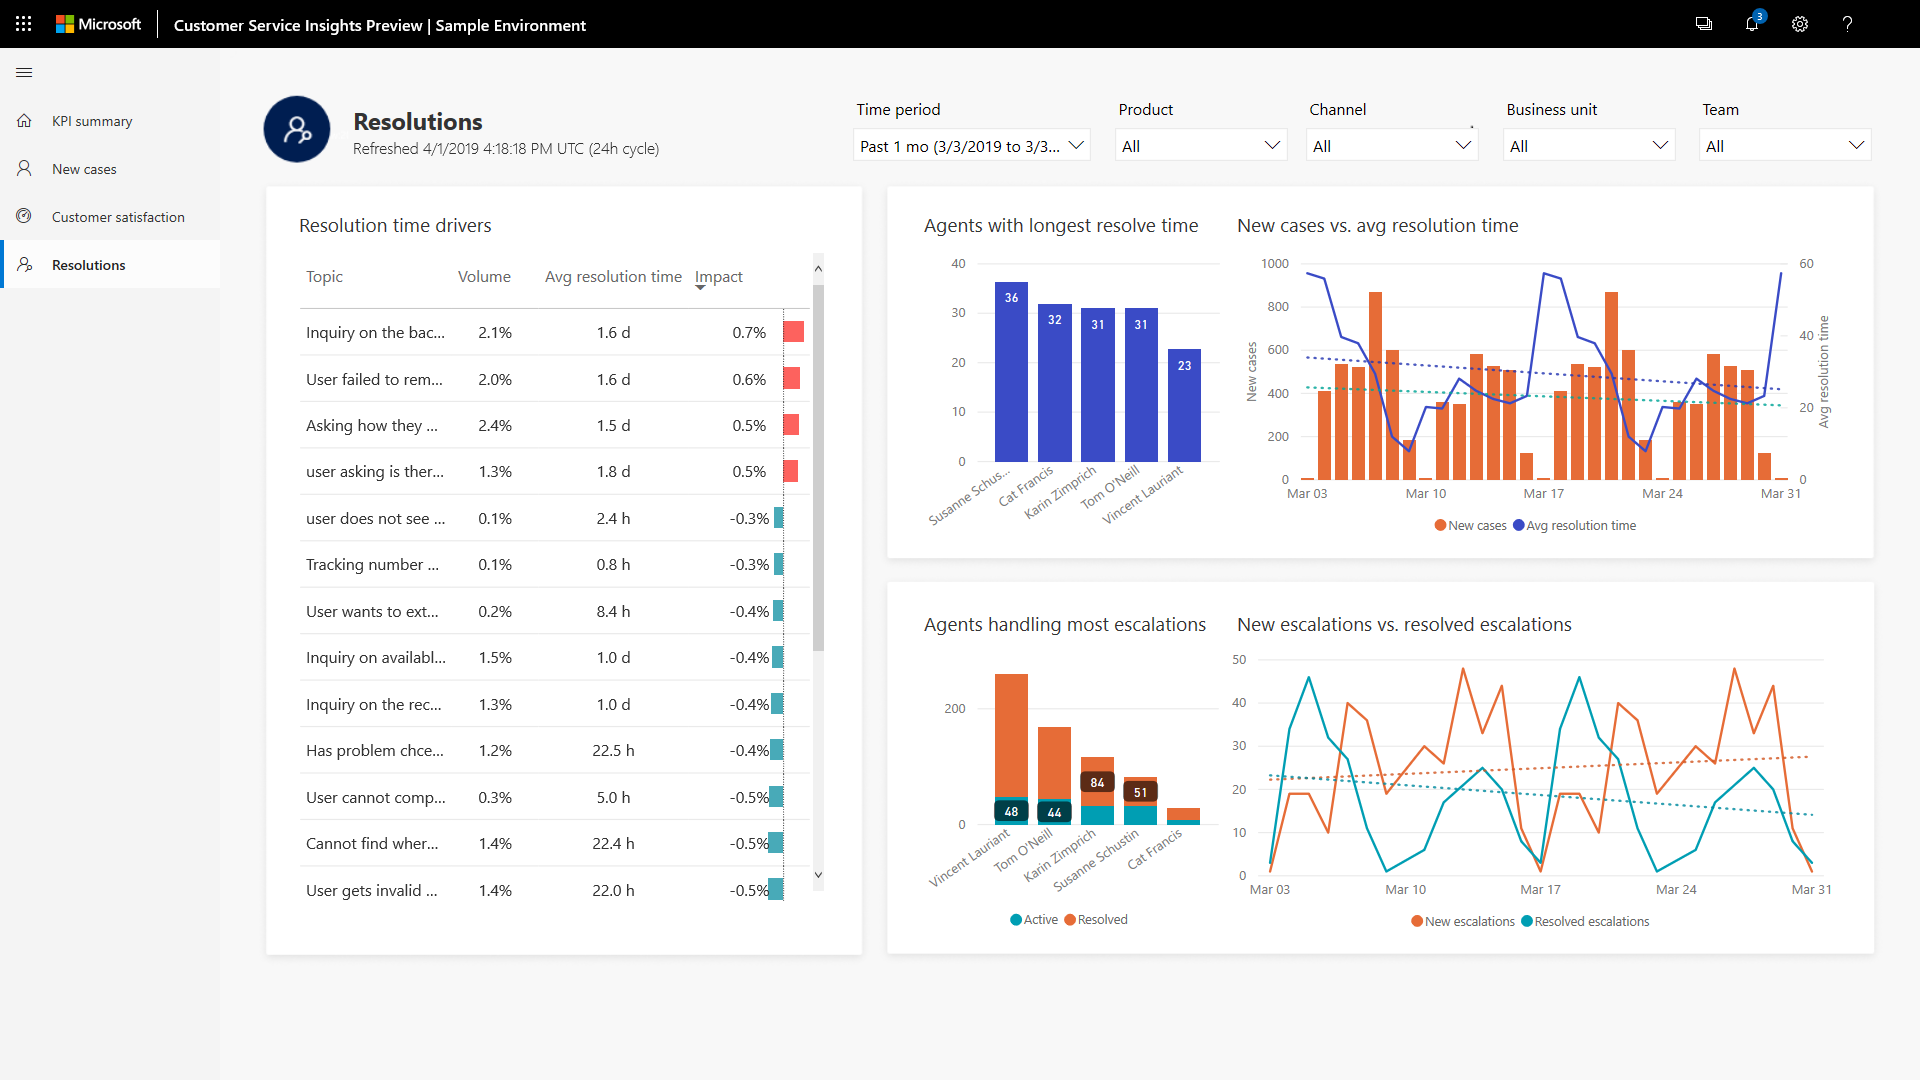 Microsoft
Customer Service Insights Preview | Sample Environment
3
KPI summary
New cases
Customer satisfaction
Resolutions
Resolutions
Refreshed 4/1/2019 4:18:18 PM UTC (24h cycle)
Time period
Product
Channel
Business unit
Team
Past 1 mo (3/3/2019 to 3/3...
All
All
All
All
Resolution time drivers
Topic Volume Avg resolution time Impact
Inquiry on the bac... 2.1% 1.6 d 0.7%
User failed to rem... 2.0% 1.6 d 0.6%
Asking how they ... 2.4% 1.5 d 0.5%
user asking is ther... 1.3% 1.8 d 0.5%
user does not see ... 0.1% 2.4 h -0.3%
Tracking number ... 0.1% 0.8 h -0.3%
User wants to ext... 0.2% 8.4 h -0.4%
Inquiry on availabl... 1.5% 1.0 d -0.4%
Inquiry on the rec... 1.3% 1.0 d -0.4%
Has problem chce... 1.2% 22.5 h -0.4%
User cannot comp... 0.3% 5.0 h -0.5%
Cannot find wher... 1.4% 22.4 h -0.5%
User gets invalid ... 1.4% 22.0 h -0.5%
Agents with longest resolve time
40
30
20
10
0
36
32
31
31
23
Susanne Schus...
Cat Francis
Karin Zimprich
Tom O'Neill
Vincent Lauriant
New cases vs. avg resolution time
1000
800
600
400
200
0
New cases
60
40
20
0
Avg resolution time
Mar 03
Mar 10
Mar 17
Mar 24
Mar 31
New cases Avg resolution time
Agents handling most escalations
200
0
48
44
84
51
Vincent Lauriant
Tom O'Neill
Karin Zimprich
Susanne Schustin
Cat Francis
Active Resolved
New escalations vs. resolved escalations
50
40
30
20
10
0
Mar 03
Mar 10
Mar 17
Mar 24
Mar 31
New escalations Resolved escalations